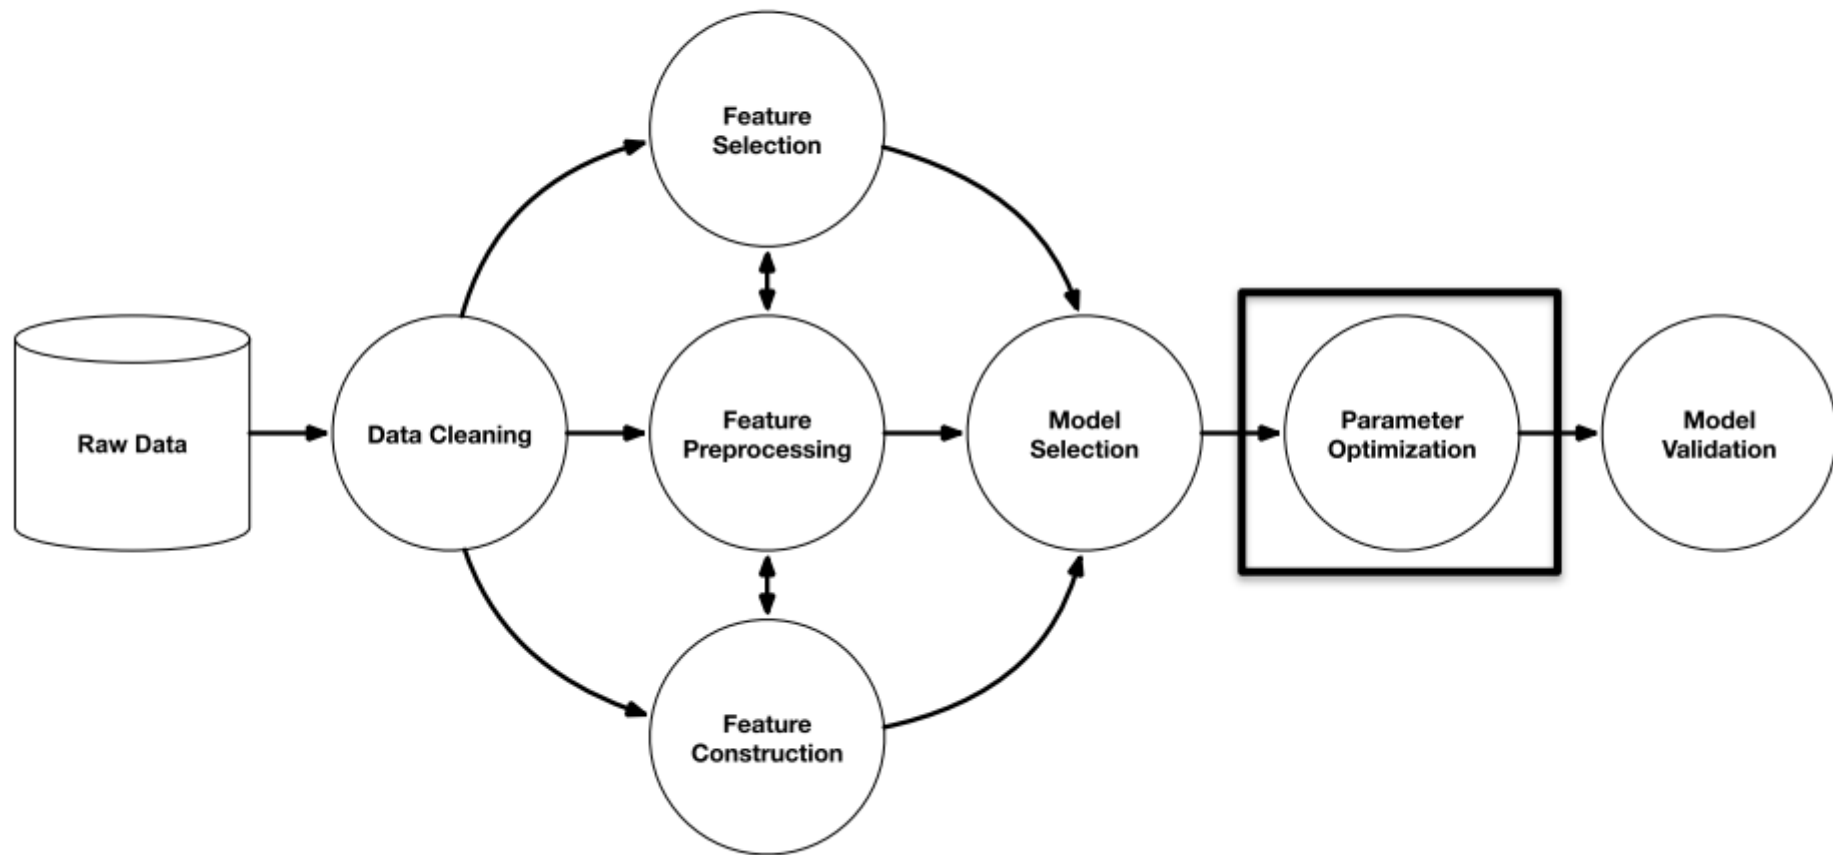 Raw Data
Data Cleaning
Feature
Selection
Feature
Preprocessing
Feature
Construction
Model
Selection
Parameter
Optimization
Model
Validation